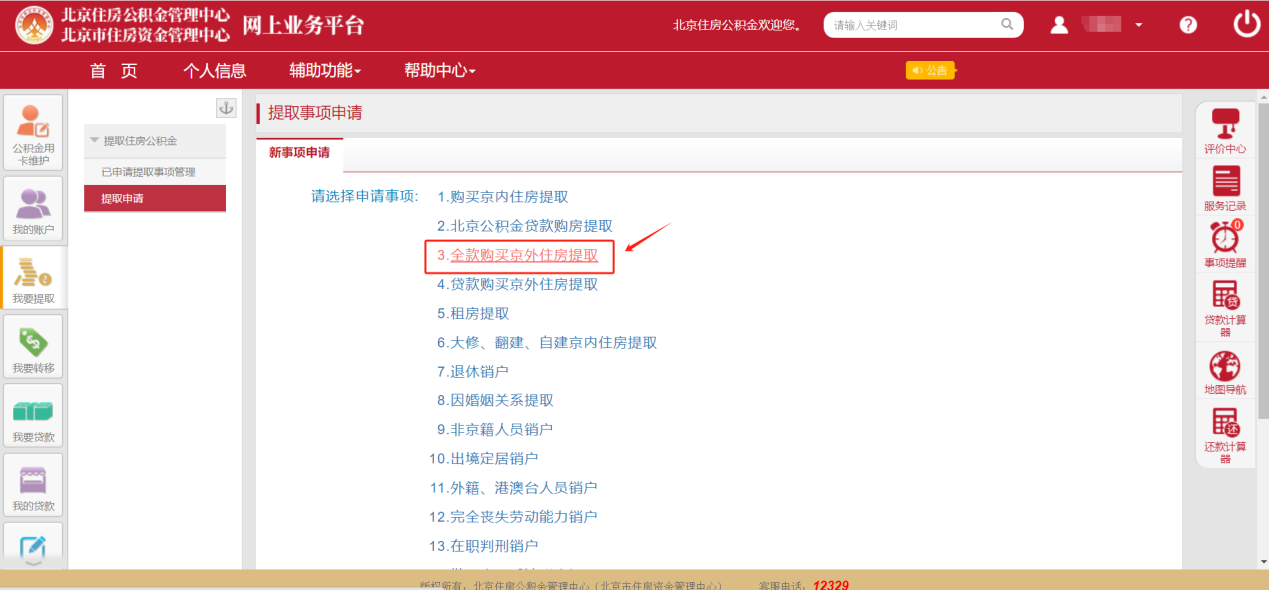 北京住房公积金管理中心
北京市住房资金管理中心
网上业务平台
北京住房公积金欢迎您。
请输入关键词
首 页
个人信息
辅助功能
帮助中心
公告
公积金用
卡维护
我的账户
我要提取
我要转移
我要贷款
我的贷款
提取住房公积金
已申请提取事项管理
提取申请
提取事项申请
新事项申请
请选择申请事项:
1.购买京内住房提取
2.北京公积金贷款购房提取
3.全款购买京外住房提取
4.贷款购买京外住房提取
5.租房提取
6.大修、翻建、自建京内住房提取
7.退休销户
8.因婚姻关系提取
9.非京籍人员销户
10.出境定居销户
11.外籍、港澳台人员销户
12.完全丧失劳动能力销户
13.在职判刑销户
评价中心
服务记录
0
事项提醒
贷
贷款计算
器
地图导航
还
还款计算
器
版权所有：北京住房公积金管理中心（北京市住房资金管理中心） 客服电话：12329